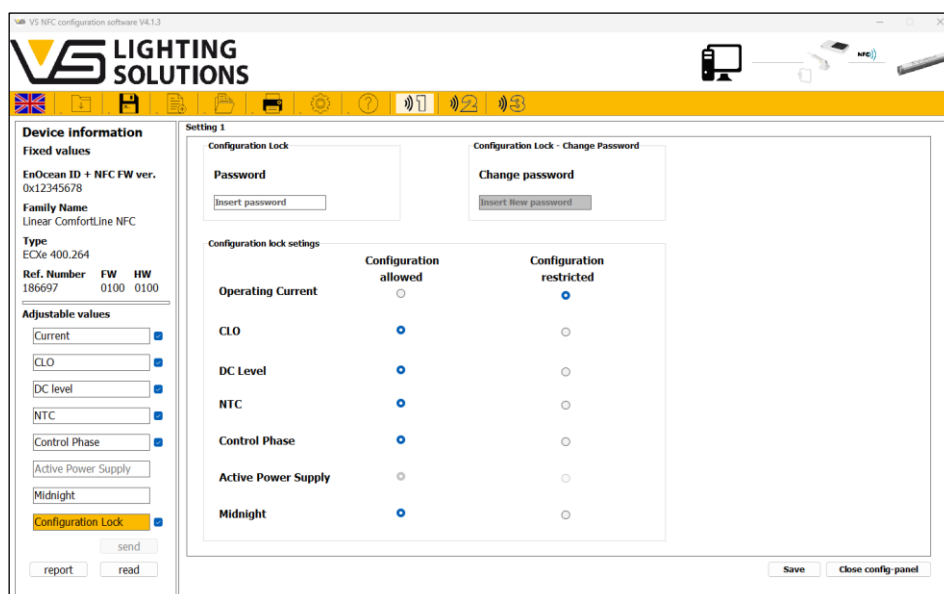 VS NFC configuration software V4.1.3
VS LIGHTING
SOLUTIONS
NFC
1 2 3
Device information
Fixed values
EnOcean ID + NFC FW ver.
0x12345678
Family Name
Linear ComfortLine NFC
Type
ECXe 400.264
Ref. Number FW HW
186697 0100 0100
Adjustable values
Current
CLO
DC level
NTC
Control Phase
Active Power Supply
Midnight
Configuration Lock
send
report read
Setting 1
Configuration Lock
Password
Insert password
Configuration Lock - Change Password
Change password
Insert New password
Configuration lock setings
Configuration
allowed
Configuration
restricted
Operating Current
CLO
DC Level
NTC
Control Phase
Active Power Supply
Midnight
Save Close config-panel